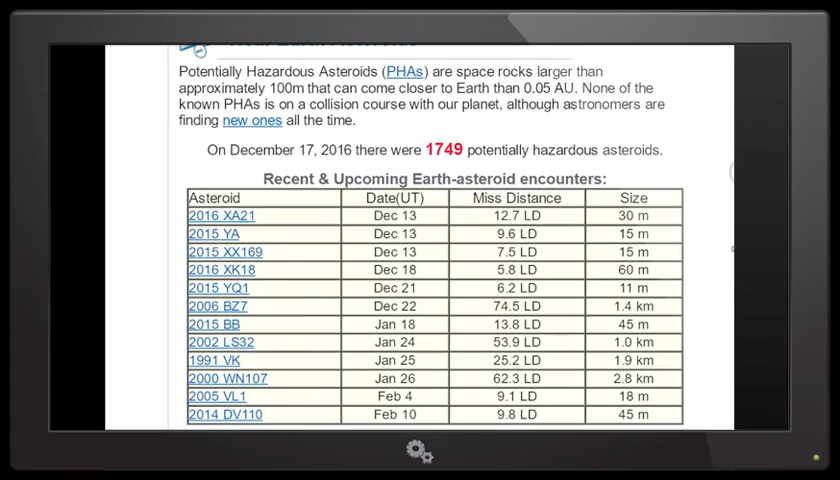 Potentially Hazardous Asteroids (PHAs) are space rocks larger than
approximately 100m that can come closer to Earth than 0.05 AU. None of the
known PHAs is on a collision course with our planet, although astronomers are
finding new ones all the time.
On December 17, 2016 there were 1749 potentially hazardous asteroids.
Recent & Upcoming Earth-asteroid encounters:
Asteroid Date(UT) Miss Distance Size
2016 XA21 Dec 13 12.7 LD 30 m
2015 YA Dec 13 9.6 LD 15 m
2015 XX169 Dec 13 7.5 LD 15 m
2016 XK18 Dec 18 5.8 LD 60 m
2015 YQ1 Dec 21 6.2 LD 11 m
2006 BZ7 Dec 22 74.5 LD 1.4 km
2015 BB Jan 18 13.8 LD 45 m
2002 LS32 Jan 24 53.9 LD 1.0 km
1991 VK Jan 25 25.2 LD 1.9 km
2000 WN107 Jan 26 62.3 LD 2.8 km
2005 VL1 Feb 4 9.1 LD 18 m
2014 DV110 Feb 10 9.8 LD 45 m